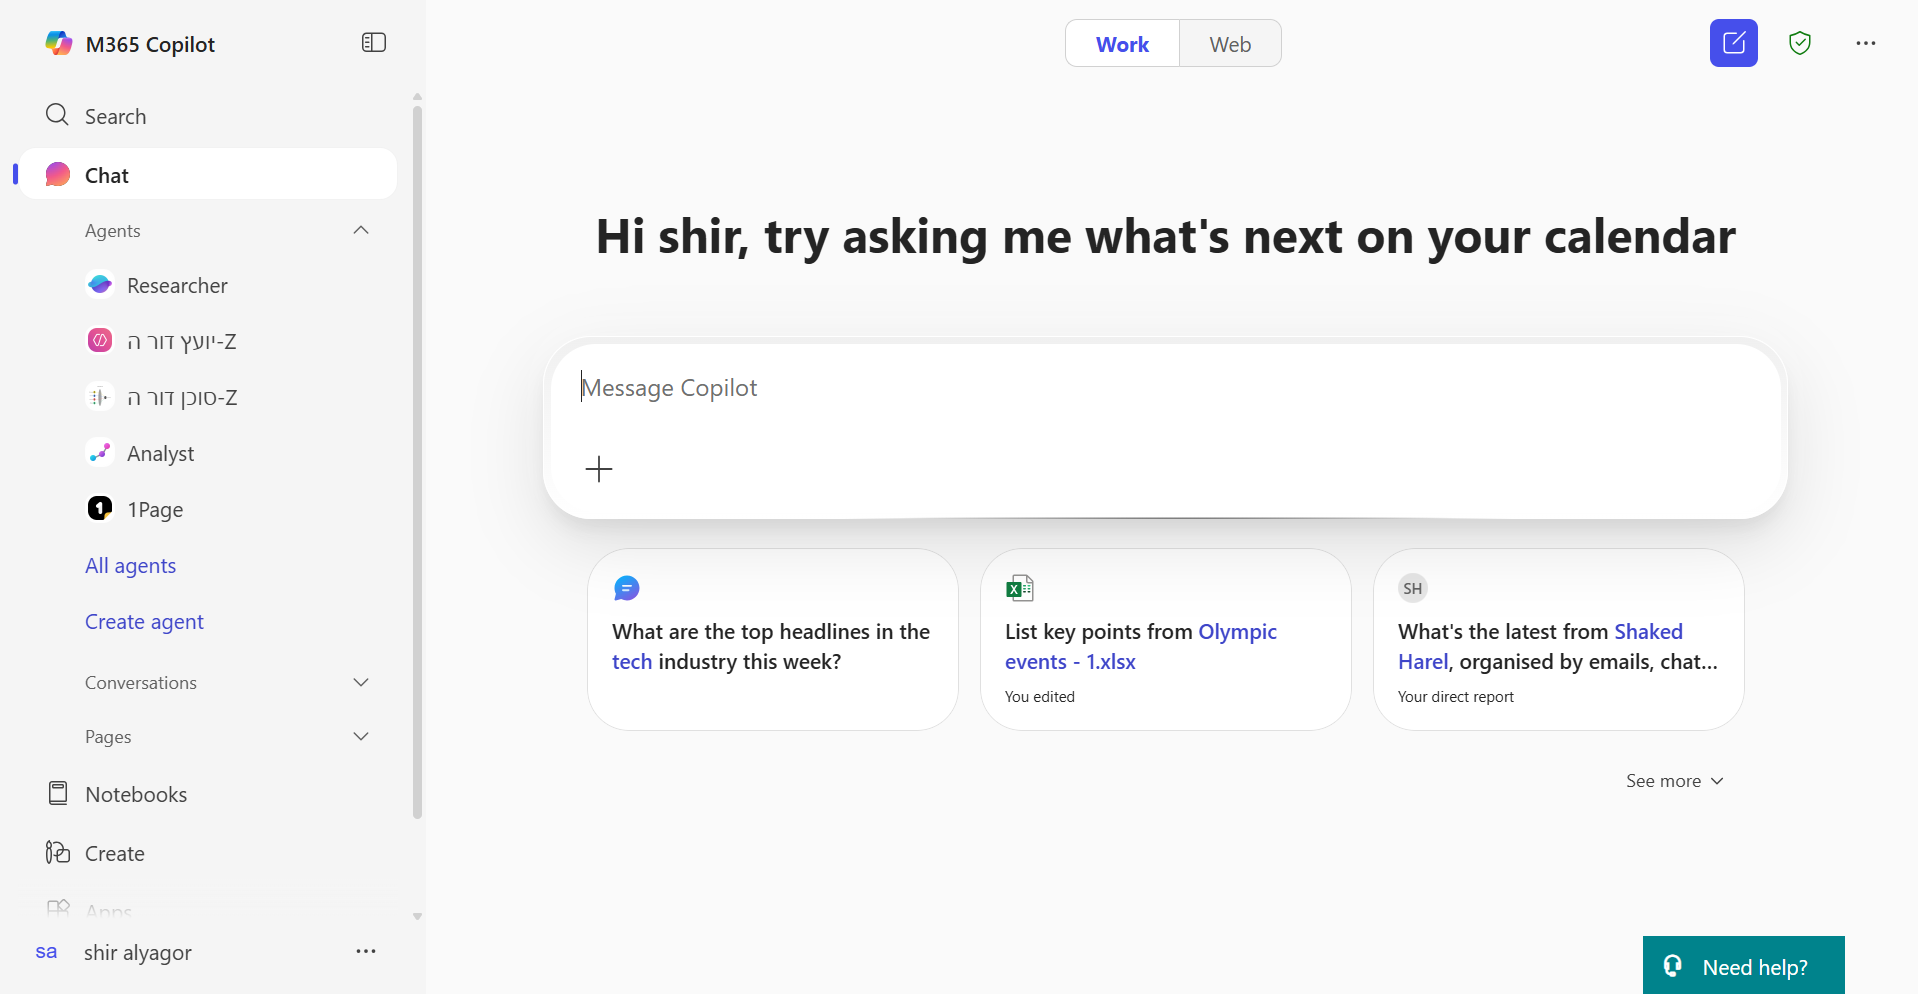 M365 Copilot
Search
Chat
Agents
Researcher
יועץ דור ה-Z
סוכן דור ה-Z
Analyst
1Page
All agents
Create agent
Conversations
Pages
Notebooks
Create
Apps
sa
shir alyagor
Work
Web
Hi shir, try asking me what's next on your calendar
Message Copilot
What are the top headlines in the
tech industry this week?
List key points from Olympic
events - 1.xlsx
You edited
SH
What's the latest from Shaked
Harel, organised by emails, chat...
Your direct report
See more
Need help?